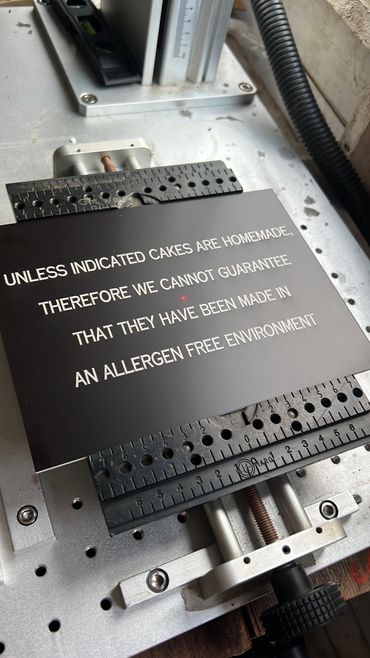 UNLESS INDICATED CAKES ARE HOMEMADE,
THEREFORE WE CANNOT GUARANTEE
THAT THEY HAVE BEEN MADE IN
AN ALLERGEN FREE ENVIRONMENT